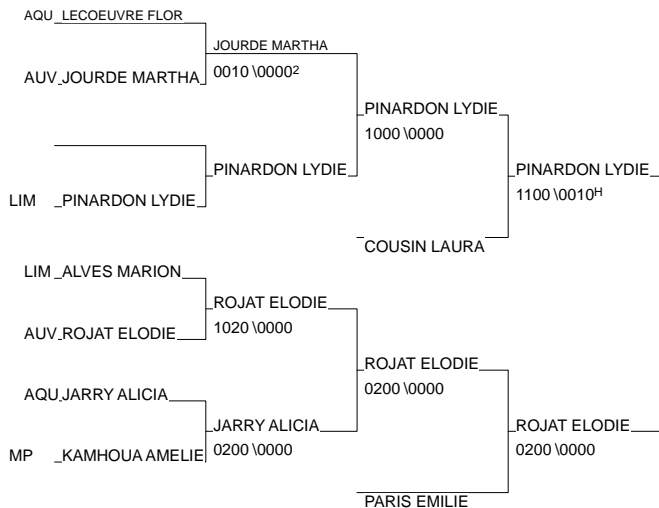 AQU LECOEUVRE FLOR
JOURDE MARTHA
0010 \0000²
AUV JOURDE MARTHA
PINARDON LYDIE
1000 \0000
PINARDON LYDIE
PINARDON LYDIE
1100 \0010ᴴ
LIM PINARDON LYDIE
COUSIN LAURA
LIM ALVES MARION
ROJAT ELODIE
1020 \0000
AUV ROJAT ELODIE
ROJAT ELODIE
0200 \0000
AQU JARRY ALICIA
JARRY ALICIA
0200 \0000
ROJAT ELODIE
0200 \0000
MP KAMHOUA AMELIE
PARIS EMILIE